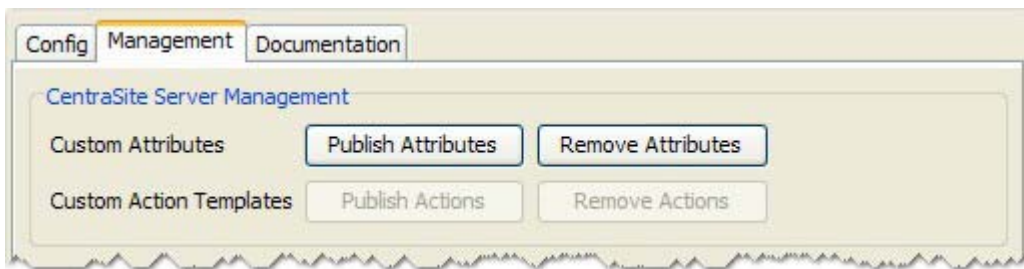 Config Management Documentation
CentraSite Server Management
Custom Attributes Publish Attributes Remove Attributes
Custom Action Templates Publish Actions Remove Actions